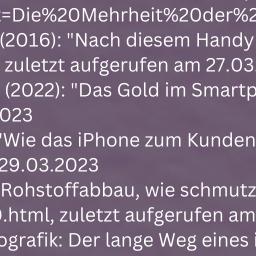 =Die%20Mehrheit%20der%2
(2016): "Nach diesem Handy
zuletzt aufgerufen am 27.03
(2022): "Das Gold im Smartp
023
Wie das iPhone zum Kunden
29.03.2023
Rohstoffabbau, wie schmutz
.html, zuletzt aufgerufen am
ografik: Der lange Weg eines i